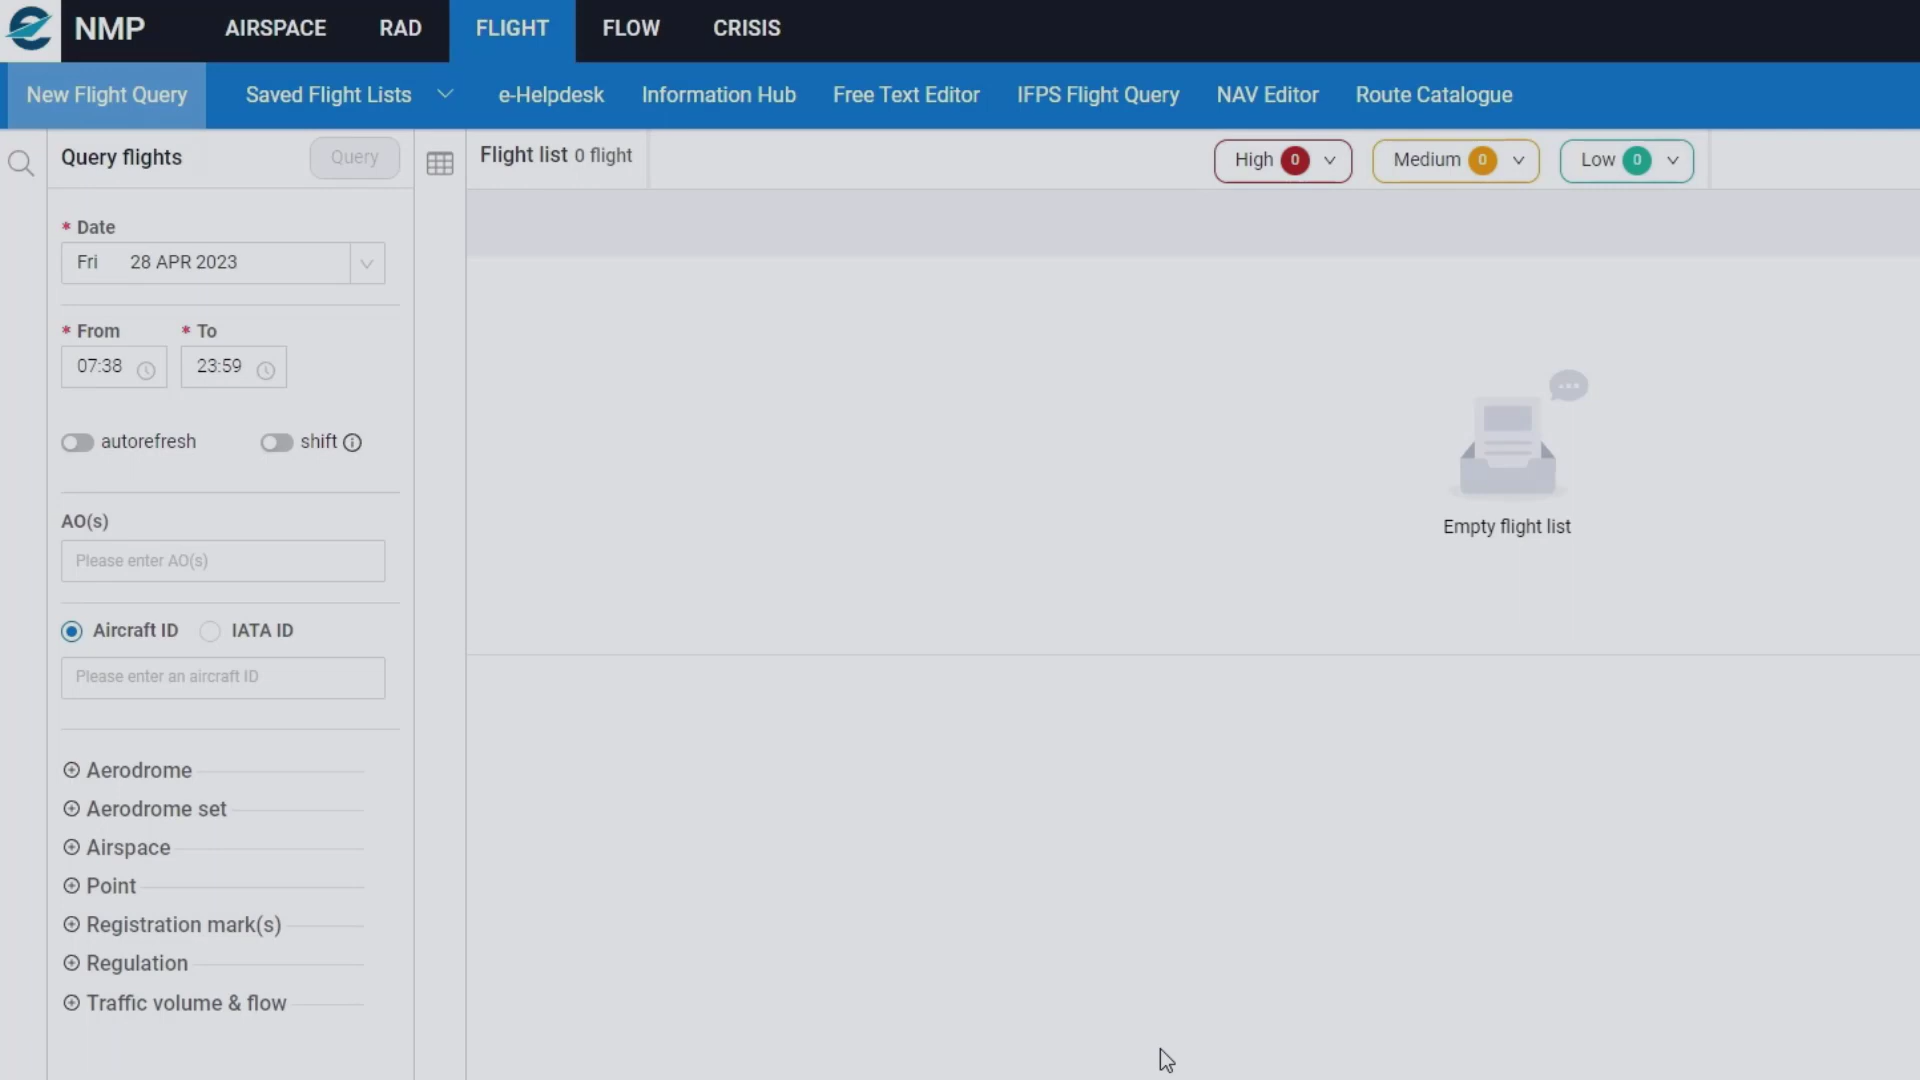 NMP AIRSPACE RAD FLIGHT FLOW CRISIS
New Flight Query Saved Flight Lists e-Helpdesk Information Hub Free Text Editor IFPS Flight Query NAV Editor Route Catalogue
Query flights Query
Flight list 0 flight High 0 Medium 0 Low 0
* Date
Fri 28 APR 2023
* From * To
07:38 23:59
autorefresh shift
AO(s)
Please enter AO(s)
Aircraft ID IATA ID
Please enter an aircraft ID
Aerodrome
Aerodrome set
Airspace
Point
Registration mark(s)
Regulation
Traffic volume & flow
Empty flight list